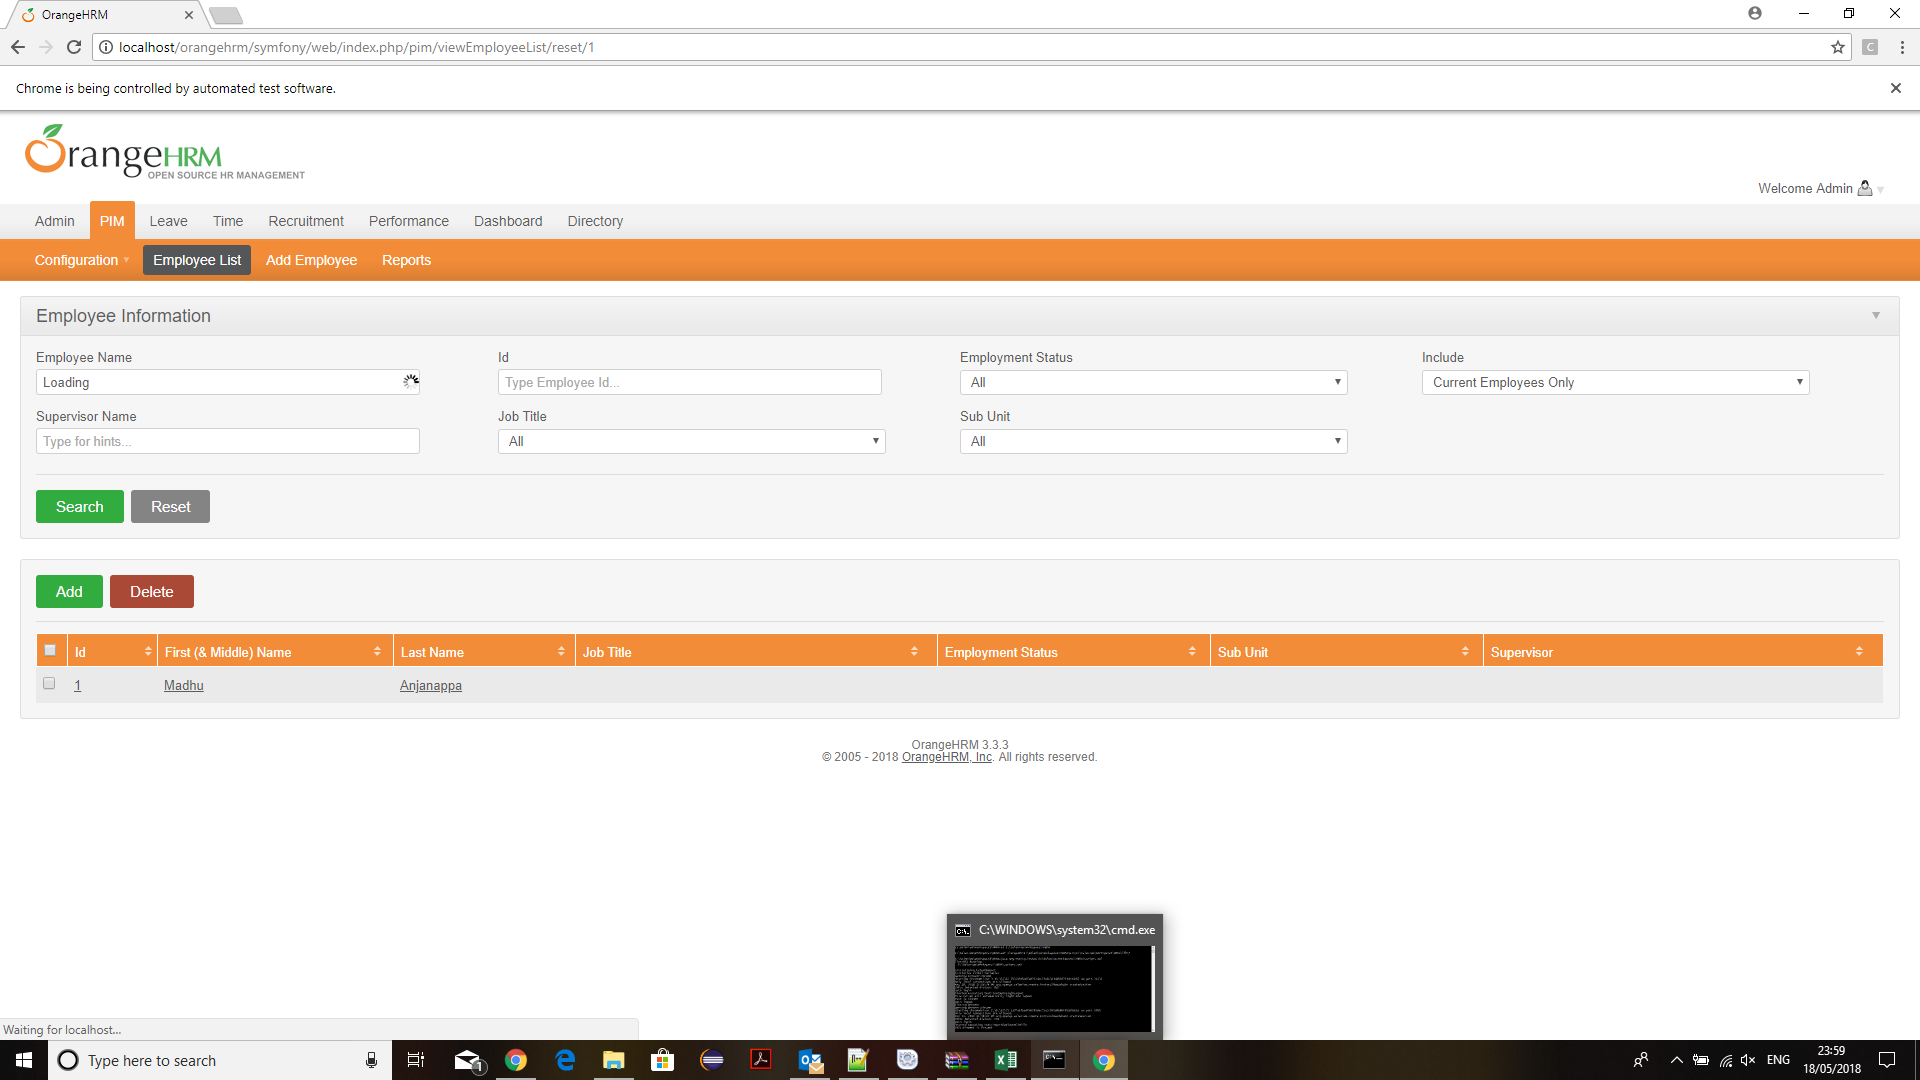 OrangeHRM
localhost/orangehrm/symfony/web/index.php/pim/viewEmployeeList/reset/1
C
Chrome is being controlled by automated test software.
OrangeHRM
OPEN SOURCE HR MANAGEMENT
Welcome Admin
Admin PIM Leave Time Recruitment Performance Dashboard Directory
Configuration Employee List Add Employee Reports
Employee Information
Employee Name Id Employment Status Include
Loading Type Employee Id... All Current Employees Only
Supervisor Name Job Title Sub Unit
Type for hints... All All
Search Reset
Add Delete
Id First (& Middle) Name Last Name Job Title Employment Status Sub Unit Supervisor
1 Madhu Anjanappa
OrangeHRM 3.3.3
© 2005 - 2018 OrangeHRM, Inc. All rights reserved.
C:\WINDOWS\system32\cmd.exe
Waiting for localhost...
Type here to search
1
ENG
23:59
18/05/2018